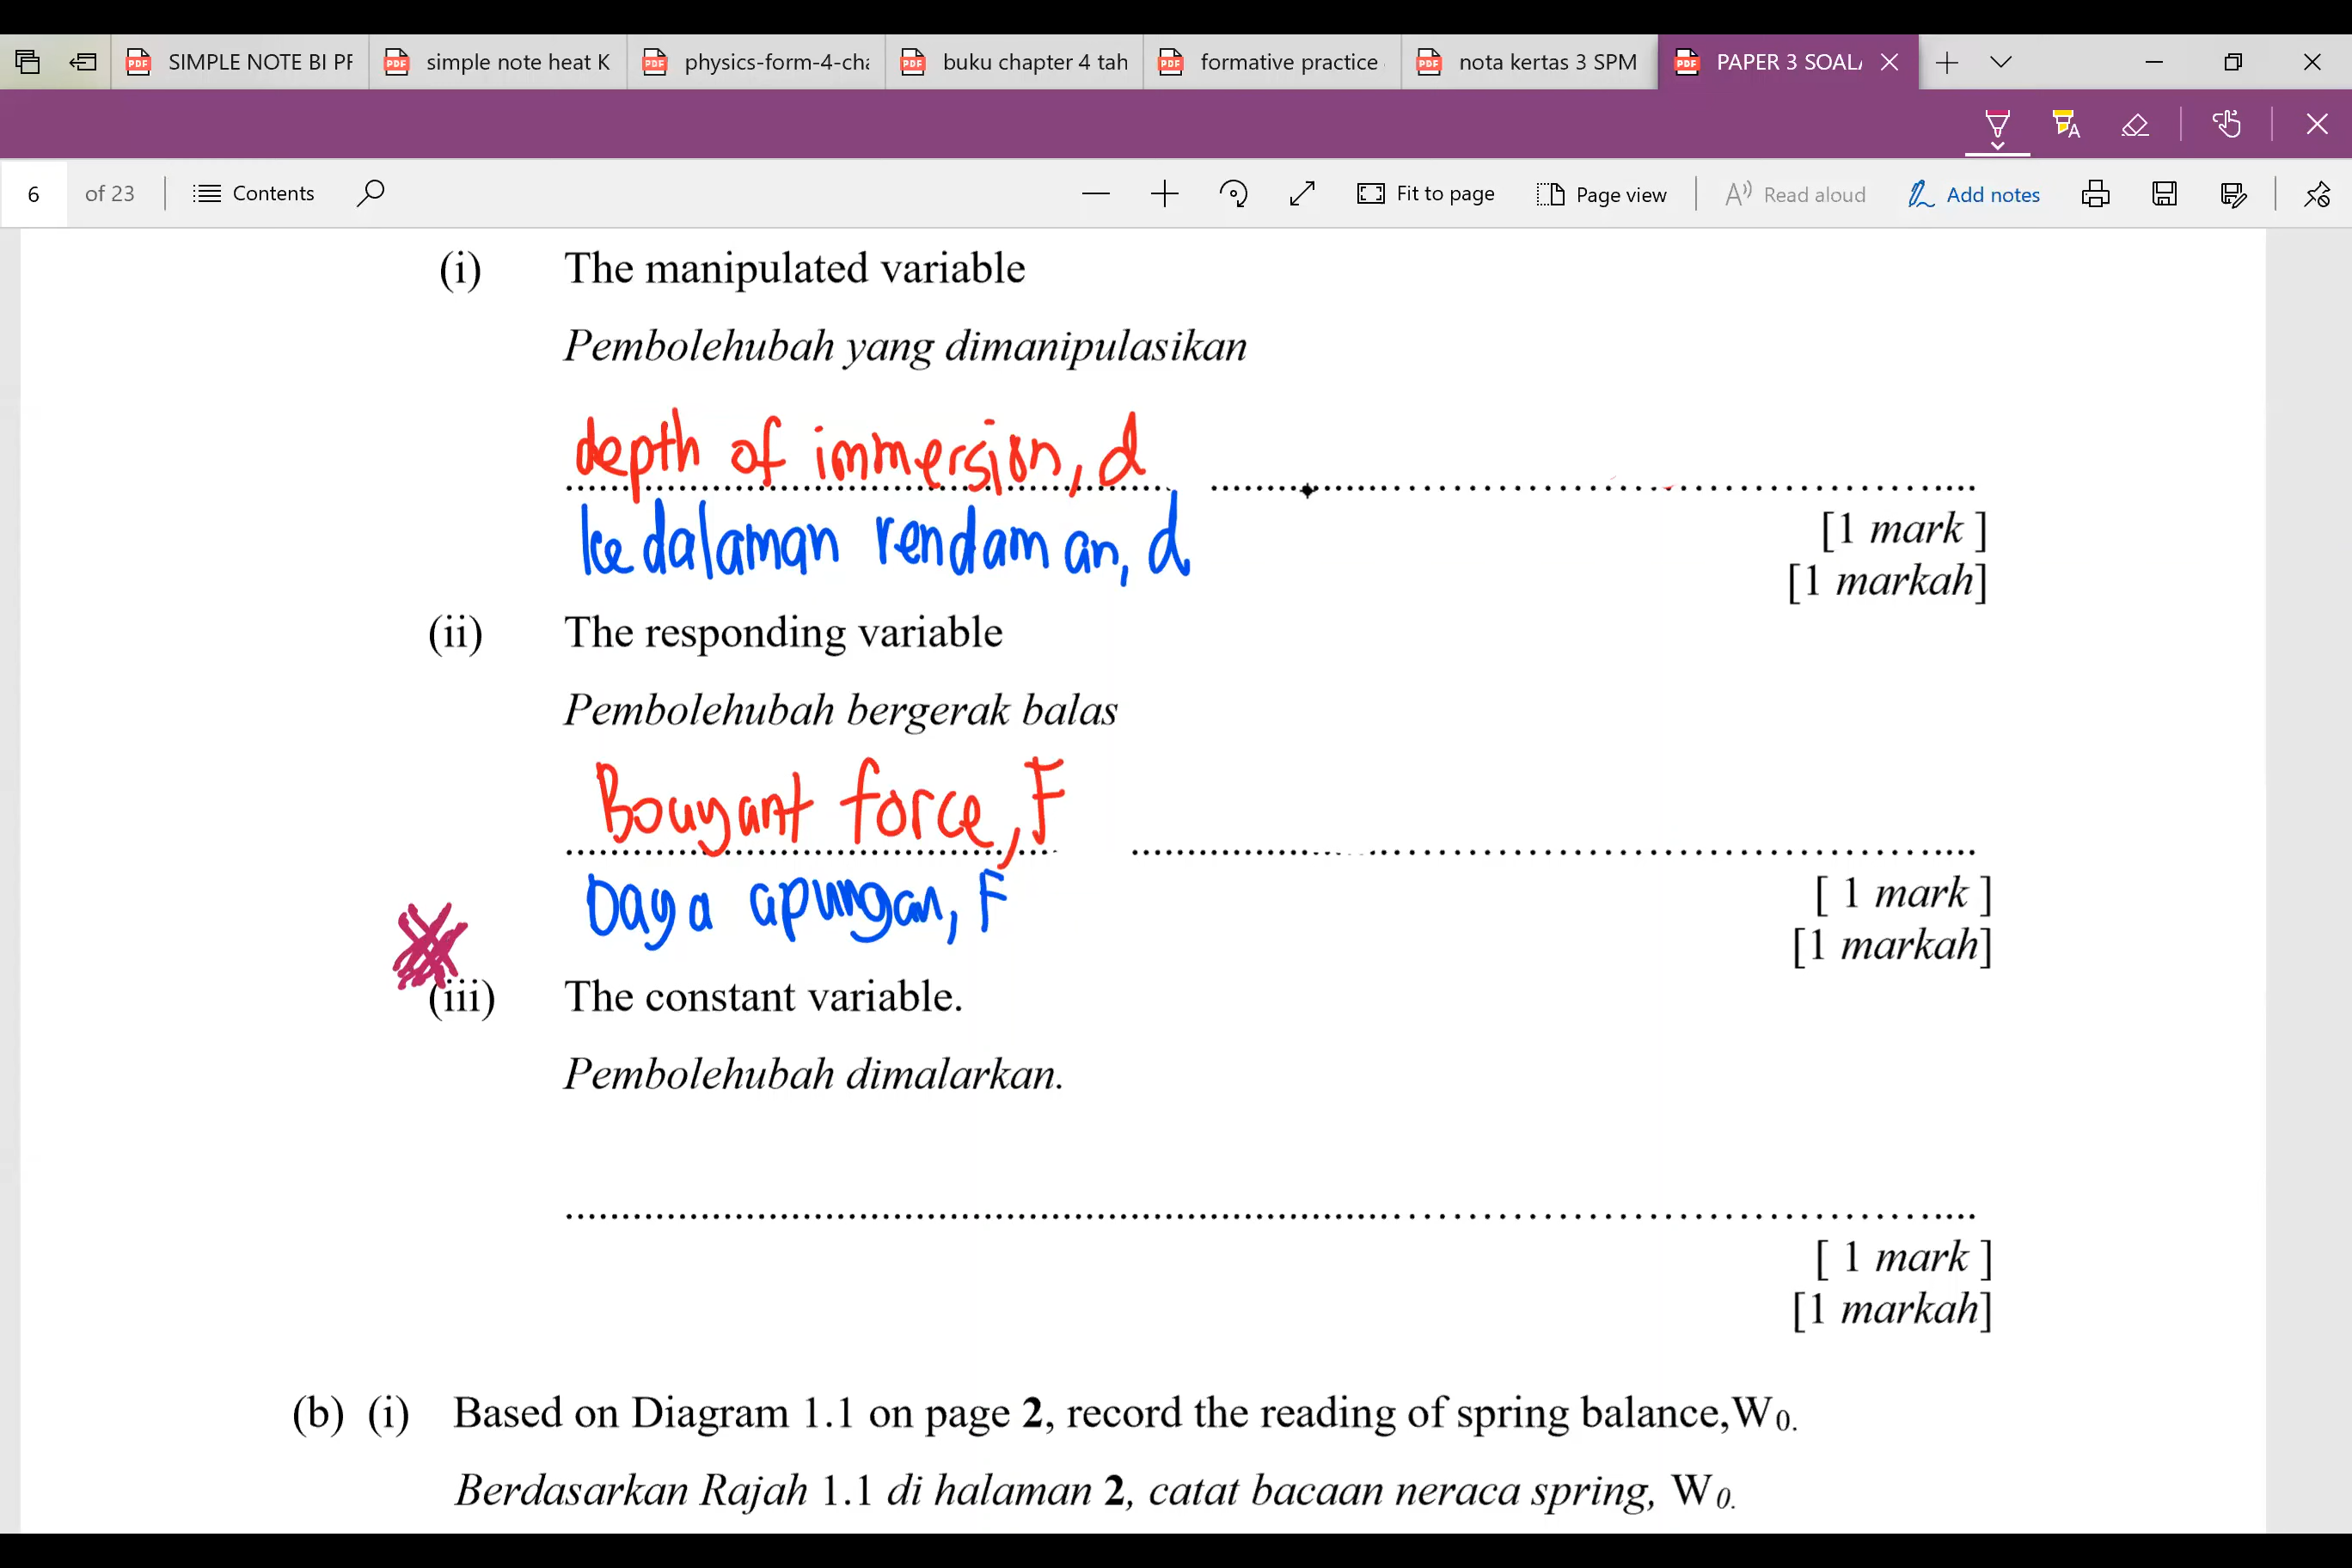 SIMPLE NOTE BI PF simple note heat K physics-form-4-cha buku chapter 4 tah formative practice nota kertas 3 SPM PAPER 3 SOAL
6 of 23 Contents Fit to page Page view Read aloud Add notes
(i) The manipulated variable
Pembolehubah yang dimanipulasikan
depth of immersion, d
kedalaman rendaman, d
[1 mark ]
[1 markah]
(ii) The responding variable
Pembolehubah bergerak balas
Bouyant force, F
Daya apungan, F
[ 1 mark ]
[1 markah]
(iii) The constant variable.
Pembolehubah dimalarkan.
[ 1 mark ]
[1 markah]
(b) (i) Based on Diagram 1.1 on page 2, record the reading of spring balance,W0.
Berdasarkan Rajah 1.1 di halaman 2, catat bacaan neraca spring, W0.